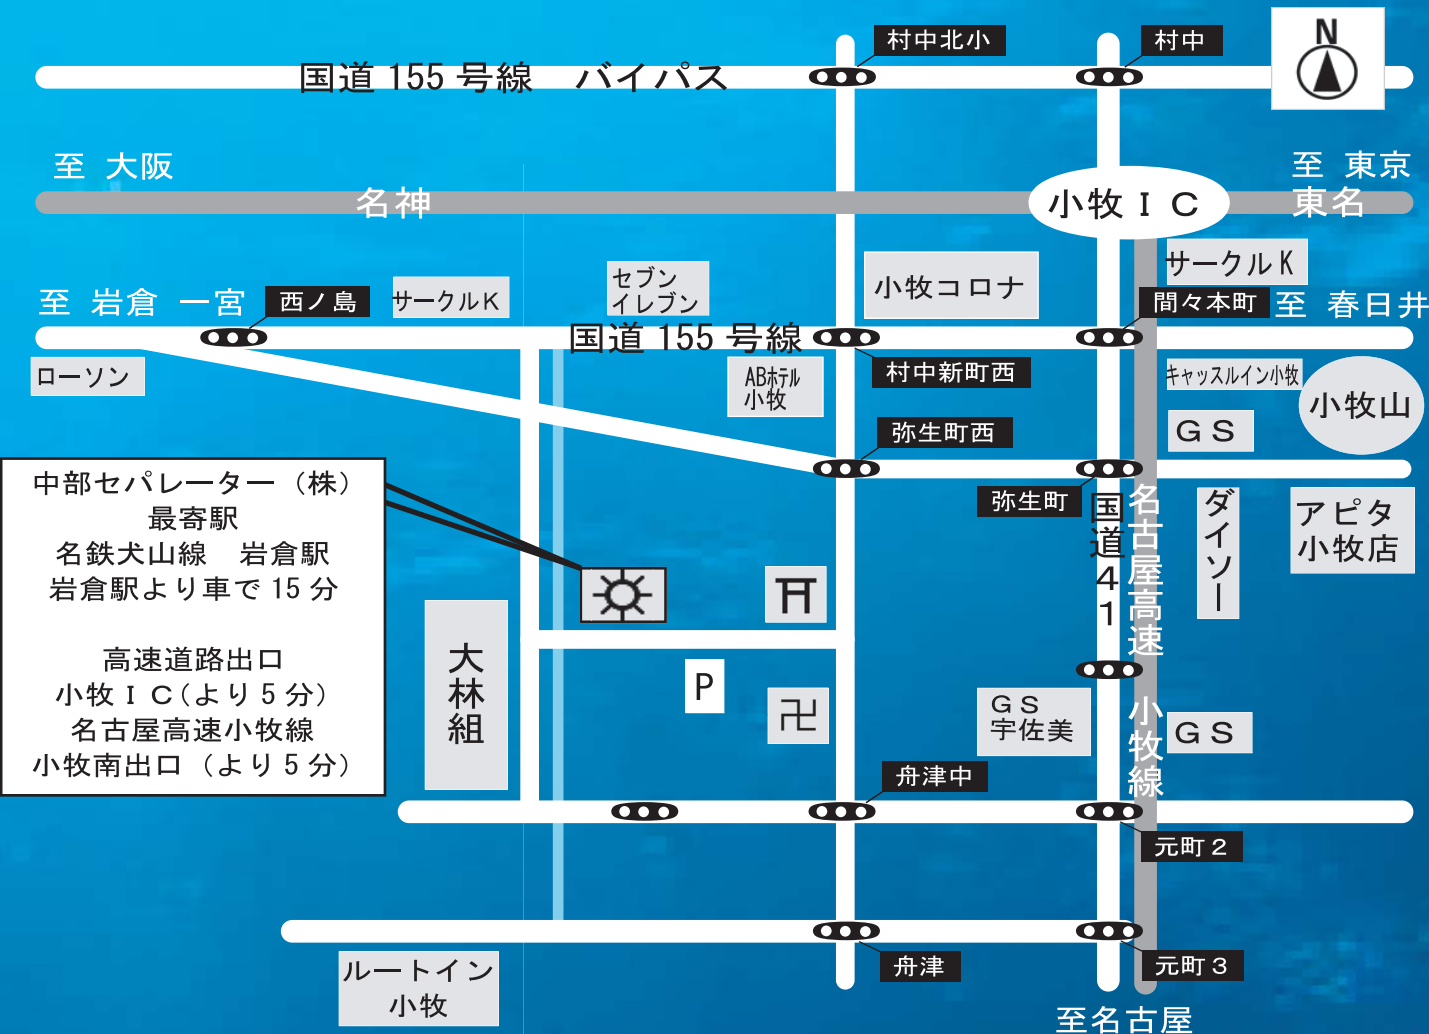 村中北小
村中
N
国道 155 号線　バイパス
至 大阪
至 東京
名神
小牧ＩＣ
東名
サークルK
セブン
イレブン
小牧コロナ
至 岩倉 一宮
西ノ島
サークルK
間々本町
至 春日井
国道 155 号線
ローソン
ABホテル
小牧
村中新町西
キャッスルイン小牧
小牧山
ＧＳ
弥生町西
中部セパレーター（株）
最寄駅
名鉄犬山線　岩倉駅
岩倉駅より車で 15 分
高速道路出口
小牧ＩＣ(より 5 分）
名古屋高速小牧線
小牧南出口（より 5 分）
弥生町
国道41
名古屋高速　小牧線
ダイソー
アピタ
小牧店
大林組
P
卍
ＧＳ
宇佐美
ＧＳ
舟津中
元町２
舟津
元町３
ルートイン
小牧
至名古屋